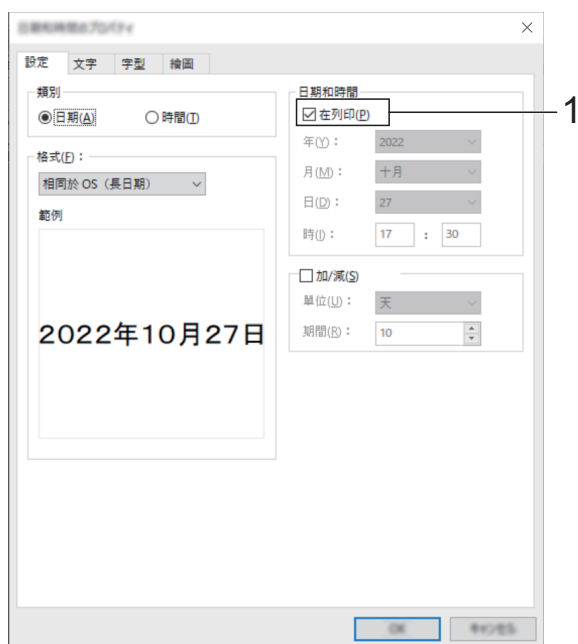 設定 文字 字型 繪圖
類別
日期(A) 時間(T)
格式(F)：
相同於 OS（長日期）
範例
2022年10月27日
日期和時間
在列印(P)
1
年(Y)： 2022
月(M)： 十月
日(D)： 27
時(I)： 17 : 30
加/減(S)
單位(U)： 天
期間(R)： 10